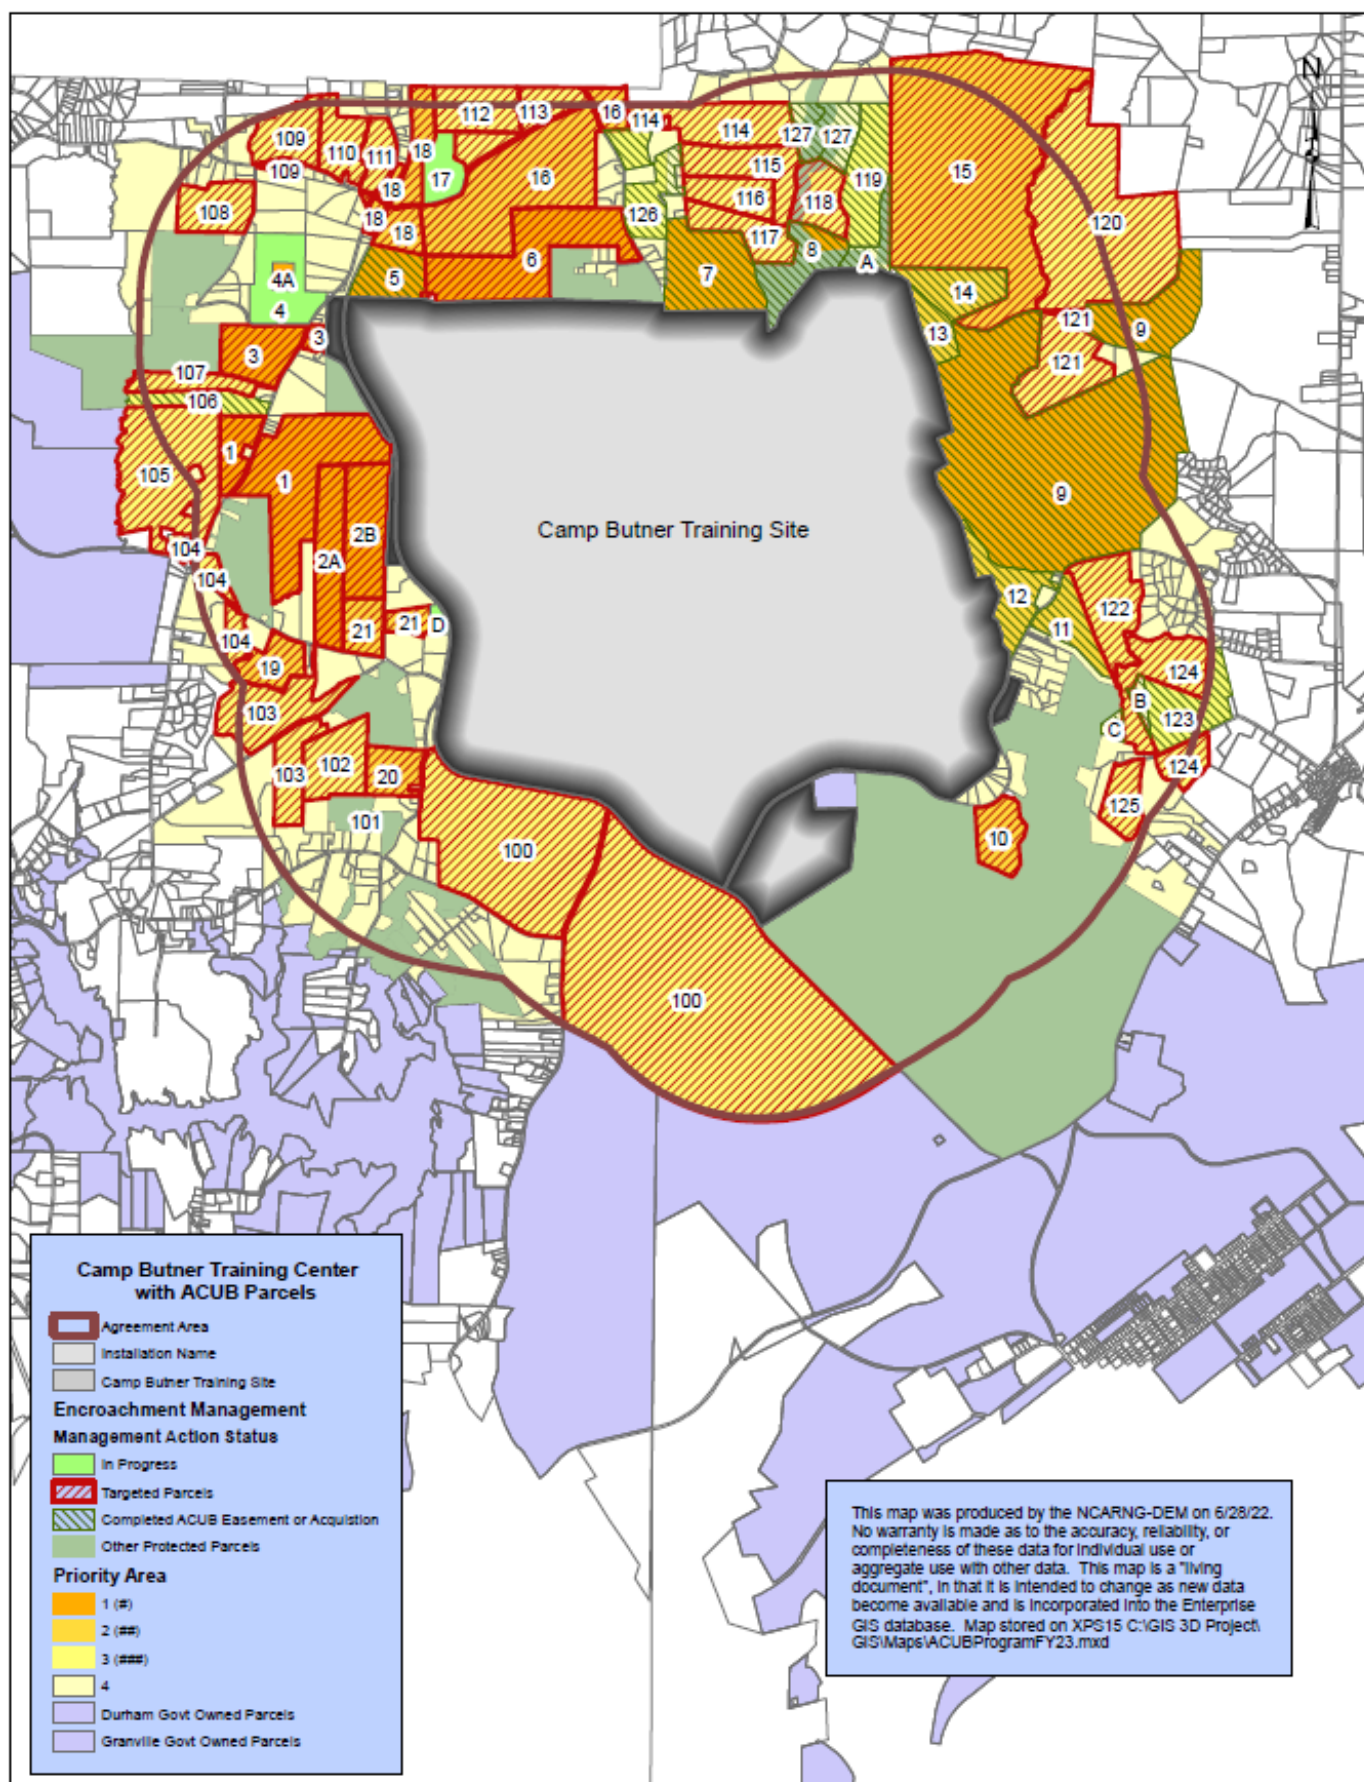 N
112
113
16
114
114
127
127
109
110
111
18
109
17
16
115
15
18
116
118
119
108
18
126
120
18
117
6
8
A
4A
5
7
14
4
13
121
9
3
3
121
107
106
1
105
1
9
2B
Camp Butner Training Site
104
2A
104
12
122
21
21
D
11
104
19
124
B
103
123
C
102
103
20
124
125
101
10
100
100
Camp Butner Training Center
with ACUB Parcels
Agreement Area
Installation Name
Camp Butner Training Site
Encroachment Management
Management Action Status
In Progress
Targeted Parcels
Completed ACUB Easement or Acquistion
Other Protected Parcels
Priority Area
1 (#)
2 (##)
3 (###)
4
Durham Govt Owned Parcels
Granville Govt Owned Parcels
This map was produced by the NCARNG-DEM on 6/28/22.
No warranty is made as to the accuracy, reliability, or
completeness of these data for individual use or
aggregate use with other data. This map is a "living
document", in that it is intended to change as new data
become available and is incorporated into the Enterprise
GIS database. Map stored on XPS15 C:\GIS 3D Project\
GIS\Maps\ACUBProgramFY23.mxd